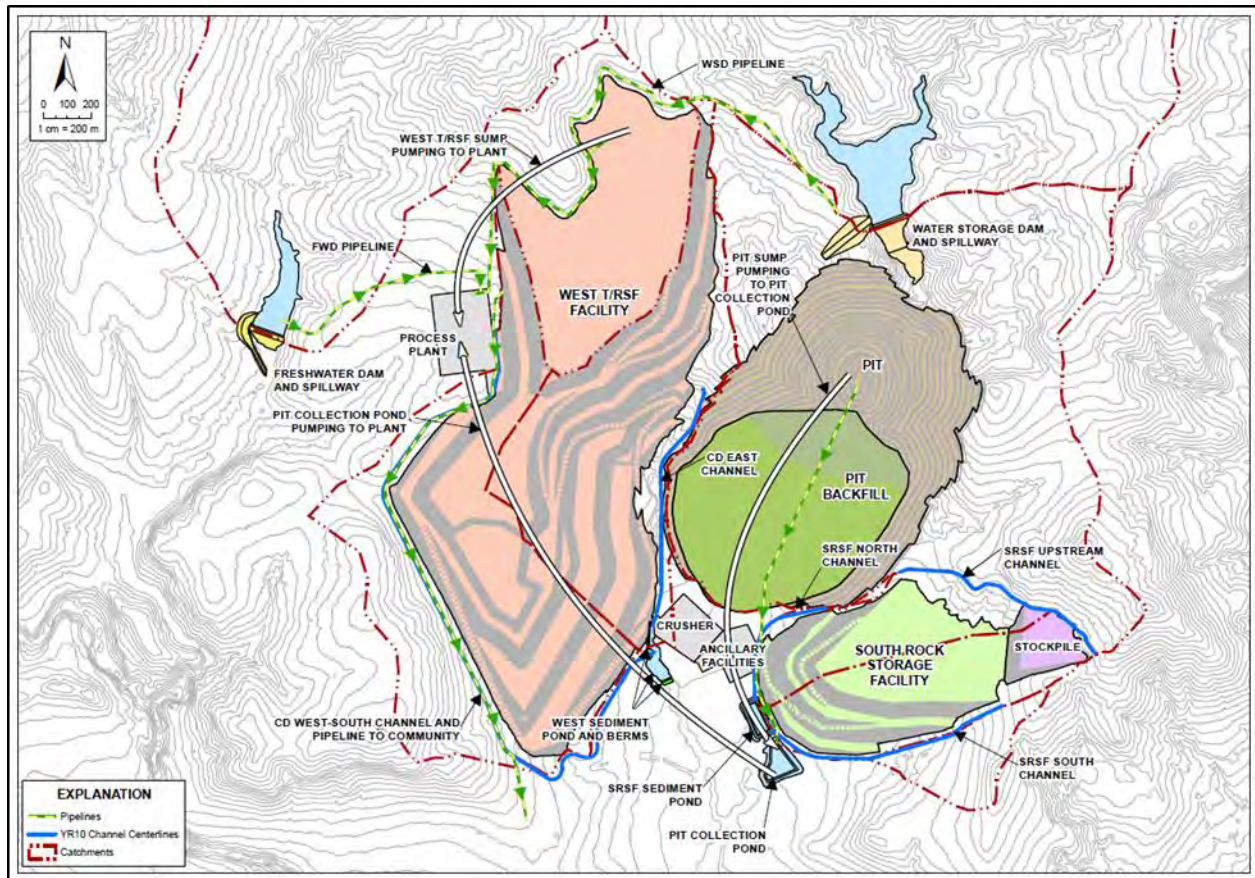 N
0 100 200
1 cm = 200 m
WSD PIPELINE
WEST T/RSF SUMP
PUMPING TO PLANT
FWD PIPELINE
WATER STORAGE DAM
AND SPILLWAY
PIT SUMP
PUMPING
TO PIT
COLLECTION
POND
WEST T/RSF
FACILITY
PROCESS
PLANT
FRESHWATER DAM
AND SPILLWAY
PIT
PIT COLLECTION POND
PUMPING TO PLANT
CD EAST
CHANNEL
PIT
BACKFILL
SRSF NORTH
CHANNEL
SRSF UPSTREAM
CHANNEL
CRUSHER
ANCILLARY
FACILITIES
SOUTH ROCK
STORAGE
FACILITY
STOCKPILE
CD WEST-SOUTH CHANNEL AND
PIPELINE TO COMMUNITY
WEST SEDIMENT
POND AND BERMS
SRSF SOUTH
CHANNEL
SRSF SEDIMENT
POND
PIT COLLECTION
POND
EXPLANATION
Pipelines
YR10 Channel Centerlines
Catchments